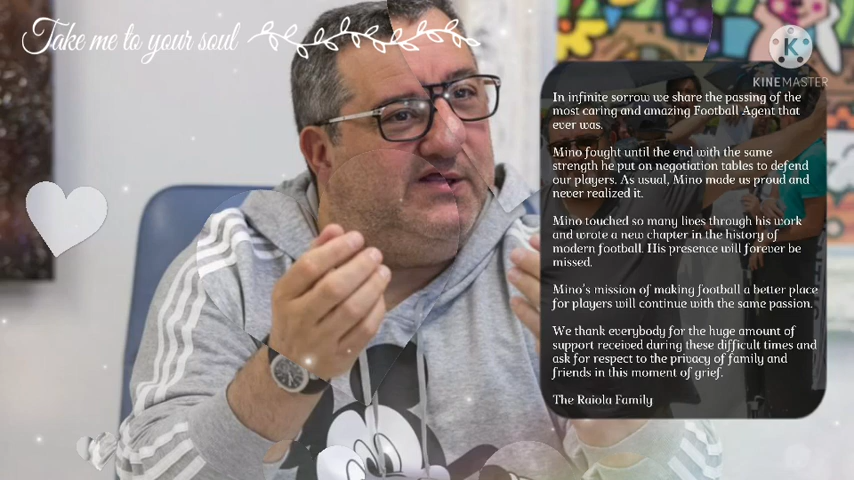 Take me to your soul
K
KINEMASTER
In infinite sorrow we share the passing of the
most caring and amazing Football Agent that
ever was.
Mino fought until the end with the same
strength he put on negotiation tables to defend
our players. As usual, Mino made us proud and
never realized it.
Mino touched so many lives through his work
and wrote a new chapter in the history of
modern football. His presence will forever be
missed.
Mino's mission of making football a better place
for players will continue with the same passion.
We thank everybody for the huge amount of
support received during these difficult times and
ask for respect to the privacy of family and
friends in this moment of grief.
The Raiola Family